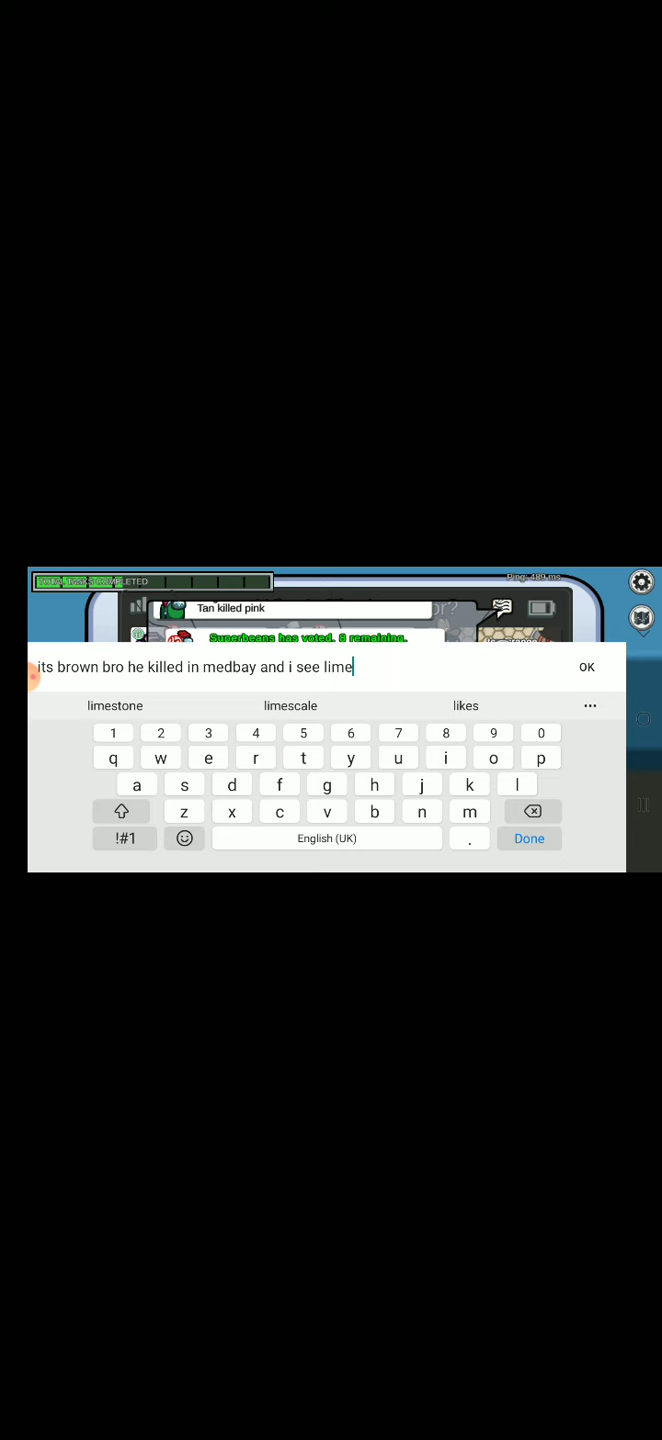 TOTAL TASKS COMPLETED
Ping: 489 ms
Tan killed pink
or?
Superbeans has voted. 8 remaining.
its brown bro he killed in medbay and i see lime
OK
limestone limescale likes
1 2 3 4 5 6 7 8 9 0
q w e r t y u i o p
a s d f g h j k l
z x c v b n m
!#1 English (UK) . Done